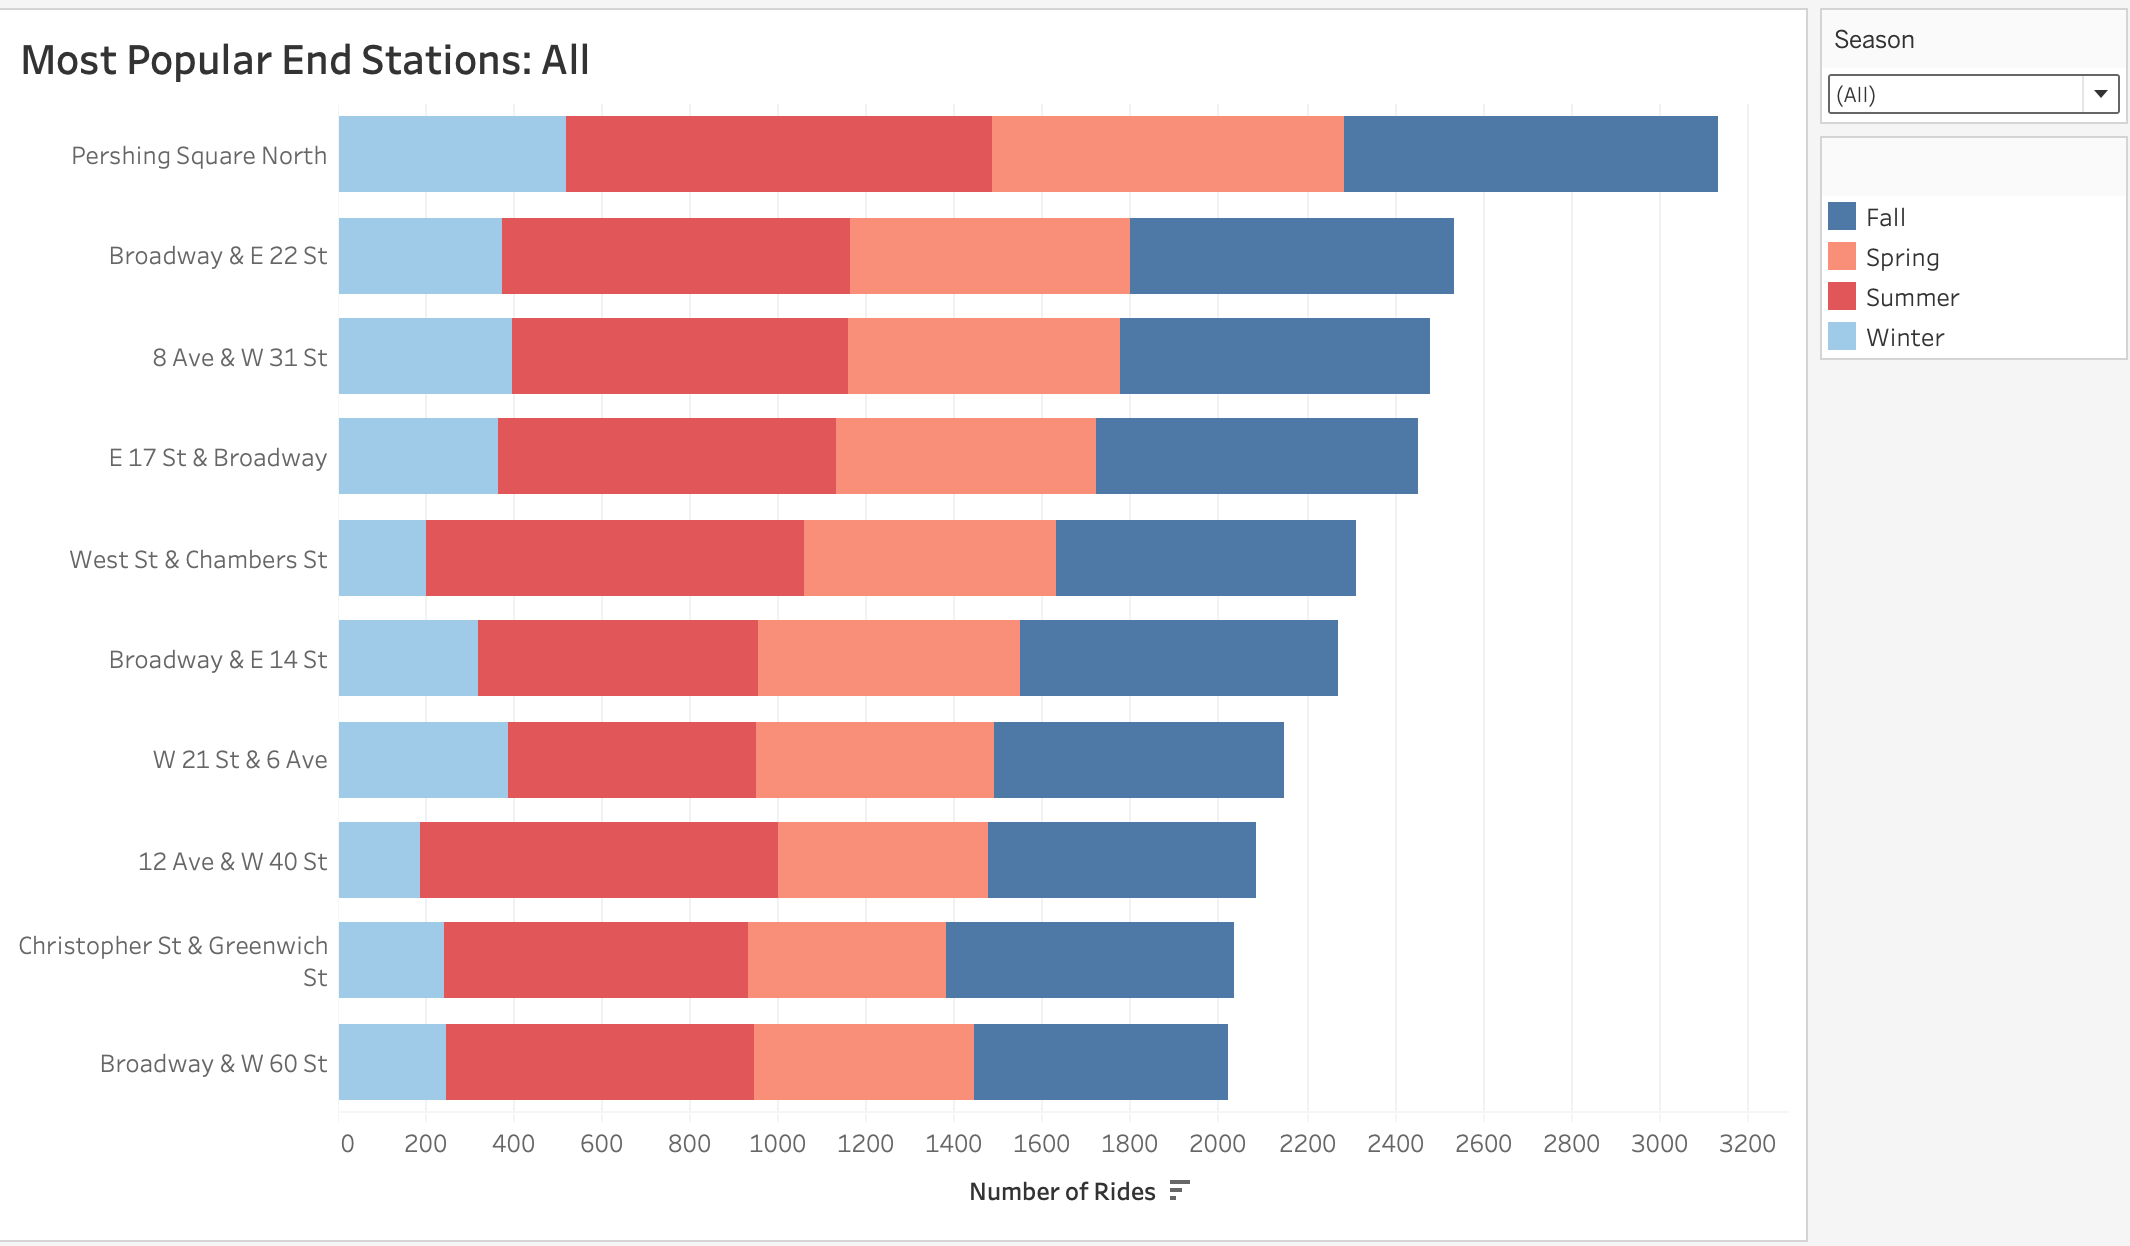 Most Popular End Stations: All
Pershing Square North
Broadway & E 22 St
8 Ave & W 31 St
E 17 St & Broadway
West St & Chambers St
Broadway & E 14 St
W 21 St & 6 Ave
12 Ave & W 40 St
Christopher St & Greenwich
St
Broadway & W 60 St
0 200 400 600 800 1000 1200 1400 1600 1800 2000 2200 2400 2600 2800 3000 3200
Number of Rides
Season
(All)
Fall
Spring
Summer
Winter